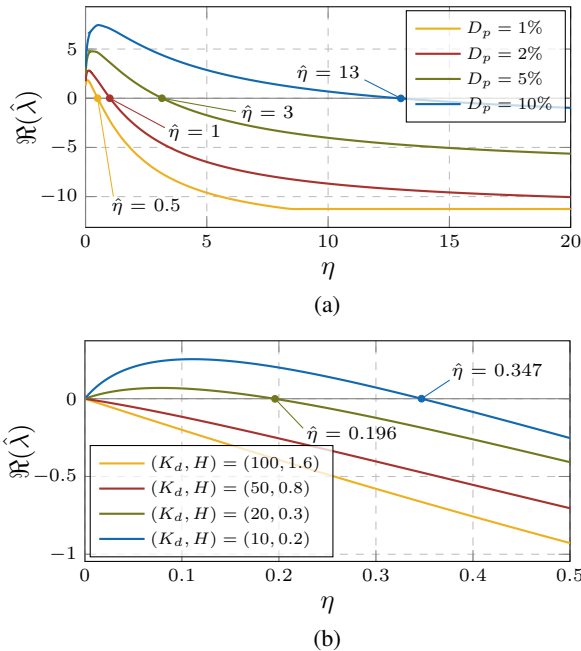 5
0
−5
−10
ℜ(λ̂)
0
5
10
15
20
η
D_p = 1%
D_p = 2%
D_p = 5%
D_p = 10%
η̂ = 13
η̂ = 3
η̂ = 1
η̂ = 0.5
(a)
0
−0.5
−1
ℜ(λ̂)
0
0.1
0.2
0.3
0.4
0.5
η
η̂ = 0.347
η̂ = 0.196
(K_d, H) = (100, 1.6)
(K_d, H) = (50, 0.8)
(K_d, H) = (20, 0.3)
(K_d, H) = (10, 0.2)
(b)